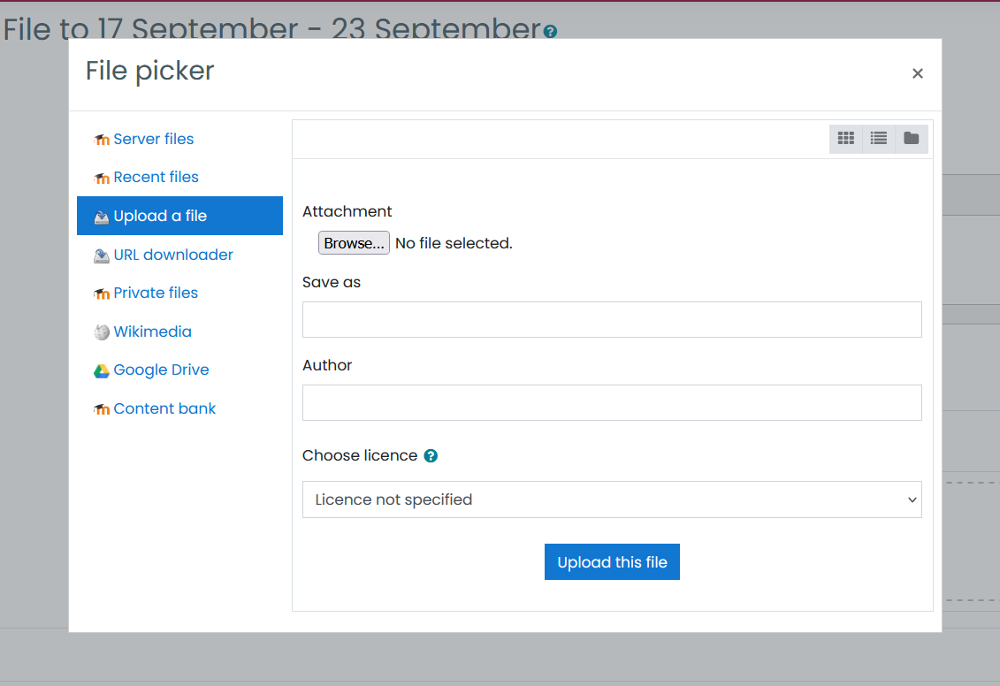 File to 17 September - 23 September
File picker
Server files
Recent files
Upload a file
URL downloader
Private files
Wikimedia
Google Drive
Content bank
Attachment
Browse... No file selected.
Save as
Author
Choose licence
Licence not specified
Upload this file